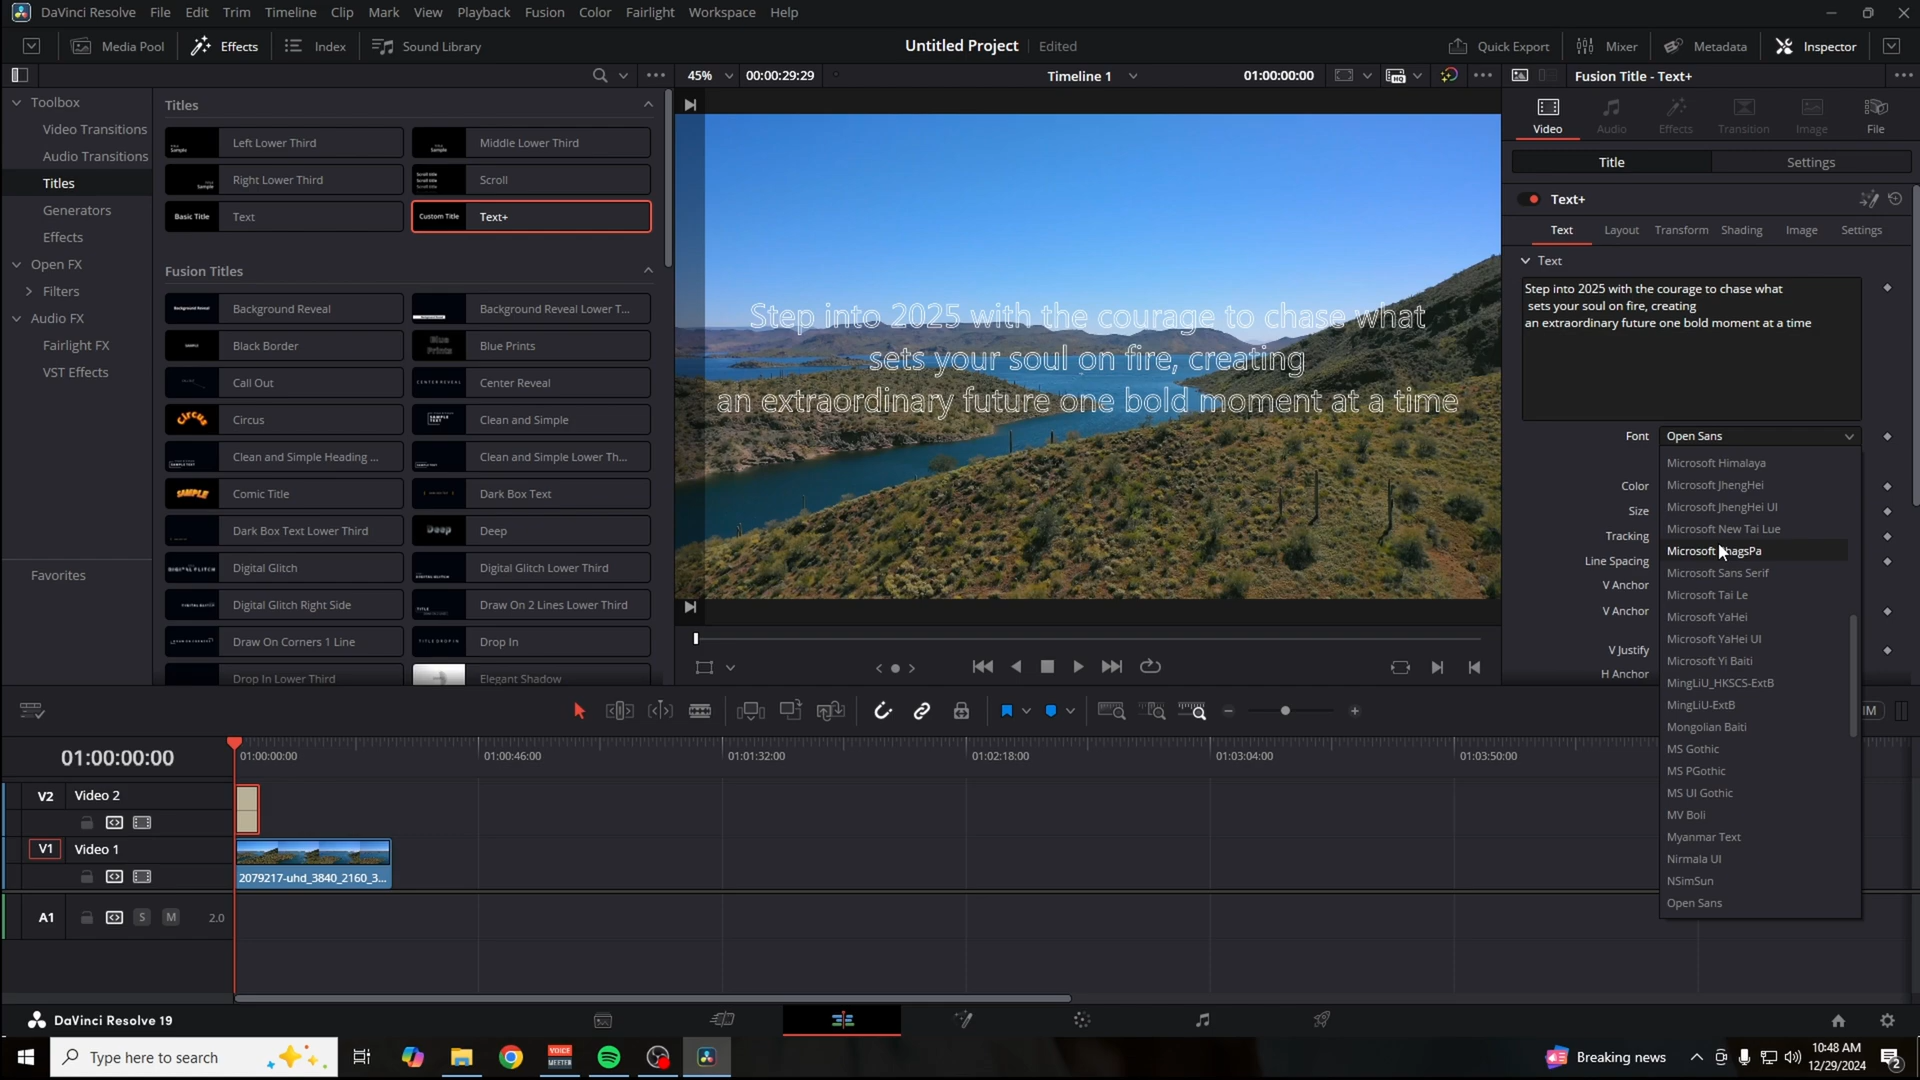 DaVinci Resolve File Edit Trim Timeline Clip Mark View Playback Fusion Color Fairlight Workspace Help
Media Pool Effects Index Sound Library Untitled Project Edited Quick Export Mixer Metadata Inspector
45% 00:00:29:29 Timeline 1 01:00:00:00 HQ Fusion Title - Text+
Toolbox
Video Transitions
Audio Transitions
Titles
Generators
Effects
Open FX
Filters
Audio FX
Fairlight FX
VST Effects
Favorites
Titles
Left Lower Third Middle Lower Third
Right Lower Third Scroll
Basic Title Text Custom Title Text+
Fusion Titles
Background Reveal Background Reveal Lower T...
Black Border Blue Prints
Call Out Center Reveal
Circus Clean and Simple
Clean and Simple Heading ... Clean and Simple Lower Th...
Comic Title Dark Box Text
Dark Box Text Lower Third Deep
Digital Glitch Digital Glitch Lower Third
Digital Glitch Right Side Draw On 2 Lines Lower Third
Draw On Corners 1 Line Drop In
Drop In Lower Third Elegant Shadow
Step into 2025 with the courage to chase what
sets your soul on fire, creating
an extraordinary future one bold moment at a time
Video Audio Effects Transition Image File
Title Settings
Text+
Text Layout Transform Shading Image Settings
Text
Step into 2025 with the courage to chase what
sets your soul on fire, creating
an extraordinary future one bold moment at a time
Font Open Sans
Color
Size
Tracking
Line Spacing
V Anchor
V Anchor
V Justify
H Anchor
Microsoft Himalaya
Microsoft JhengHei
Microsoft JhengHei UI
Microsoft New Tai Lue
Microsoft
Microsoft Sans Serif
Microsoft Tai Le
Microsoft YaHei
Microsoft YaHei UI
Microsoft Yi Baiti
MingLiU_HKSCS-ExtB
MingLiU-ExtB
Mongolian Baiti
MS Gothic
MS PGothic
MS UI Gothic
MV Boli
Myanmar Text
Nirmala UI
NSimSun
Open Sans
01:00:00:00 01:00:00:00 01:00:46:00 01:01:32:00 01:02:18:00 01:03:04:00 01:03:50:00
V2 Video 2
V1 Video 1
2079217-uhd_3840_2160_3...
A1 S M 2.0
DaVinci Resolve 19
Type here to search VOICE MEETER Breaking news 10:48 AM
12/29/2024 2